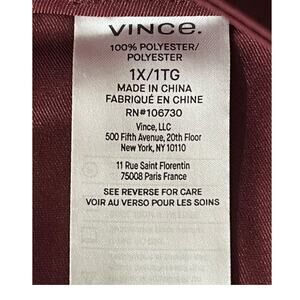 VINCE.
100% POLYESTER/
POLYESTER
1X/1TG
MADE IN CHINA
FABRIQUÉ EN CHINE
RN#106730
Vince, LLC
500 Fifth Avenue, 20th Floor
New York, NY 10110
11 Rue Saint Florentin
75008 Paris France
SEE REVERSE FOR CARE
VOIR AU VERSO POUR LES SOINS